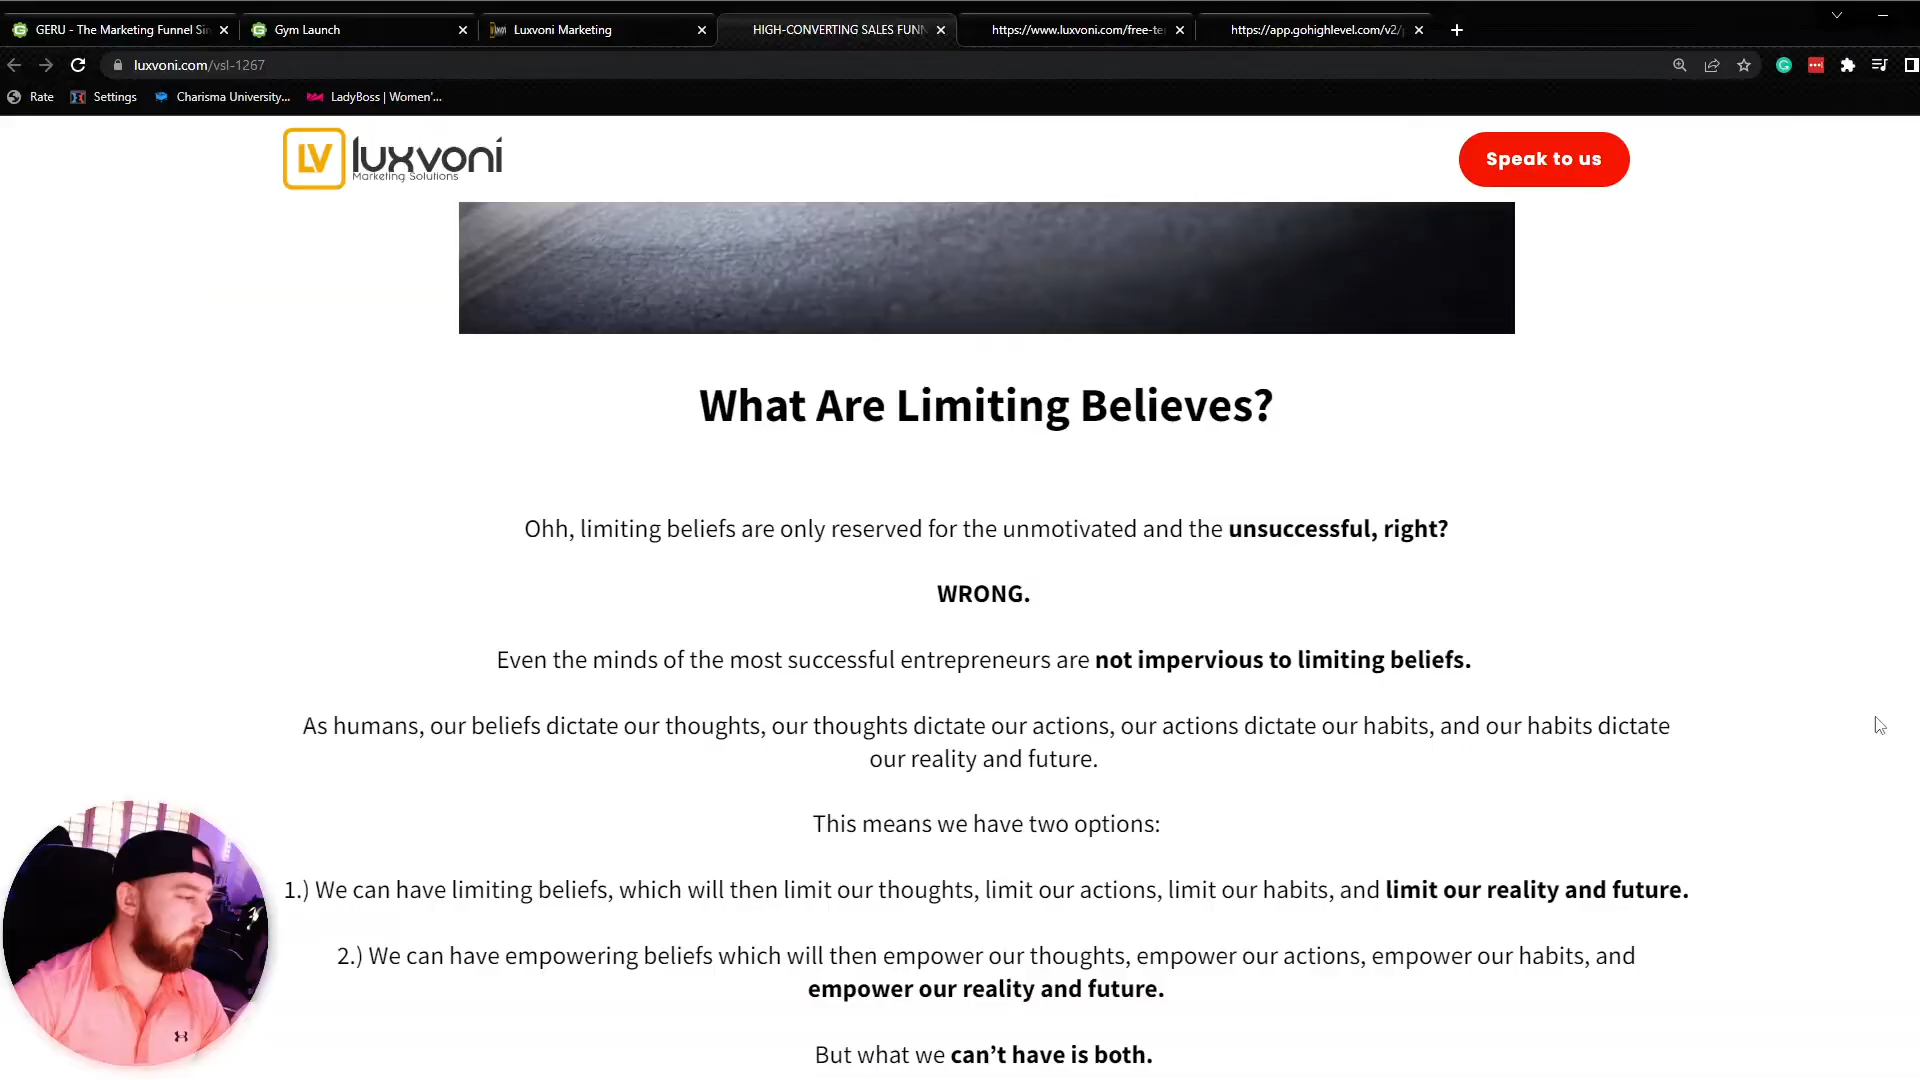 GERU - The Marketing Funnel Sin
Gym Launch
Luxvoni Marketing
HIGH-CONVERTING SALES FUNN
https://www.luxvoni.com/free-te
https://app.gohighlevel.com/v2/
luxvoni.com/vsl-1267
Rate
Settings
Charisma University...
LadyBoss | Women'...
LV
luxvoni
Marketing Solutions
Speak to us
What Are Limiting Believes?
Ohh, limiting beliefs are only reserved for the unmotivated and the unsuccessful, right?
WRONG.
Even the minds of the most successful entrepreneurs are not impervious to limiting beliefs.
As humans, our beliefs dictate our thoughts, our thoughts dictate our actions, our actions dictate our habits, and our habits dictate
our reality and future.
This means we have two options:
1.) We can have limiting beliefs, which will then limit our thoughts, limit our actions, limit our habits, and limit our reality and future.
2.) We can have empowering beliefs which will then empower our thoughts, empower our actions, empower our habits, and
empower our reality and future.
But what we can’t have is both.